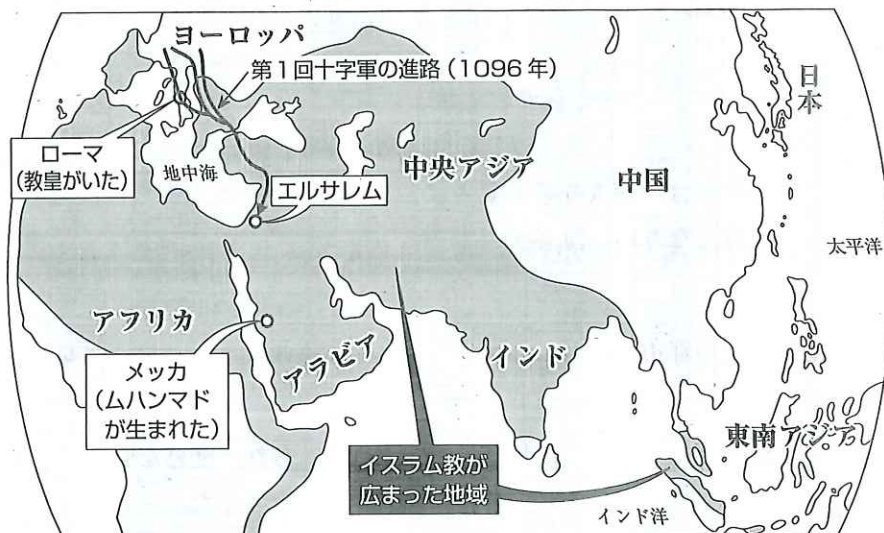 ヨーロッパ
第1回十字軍の進路(1096年)
日本
ローマ
(教皇がいた)
地中海
中央アジア
中国
エルサレム
太平洋
アフリカ
アラビア
インド
メッカ
(ムハンマド
が生まれた)
東南アジア
イスラム教が
広まった地域
インド洋